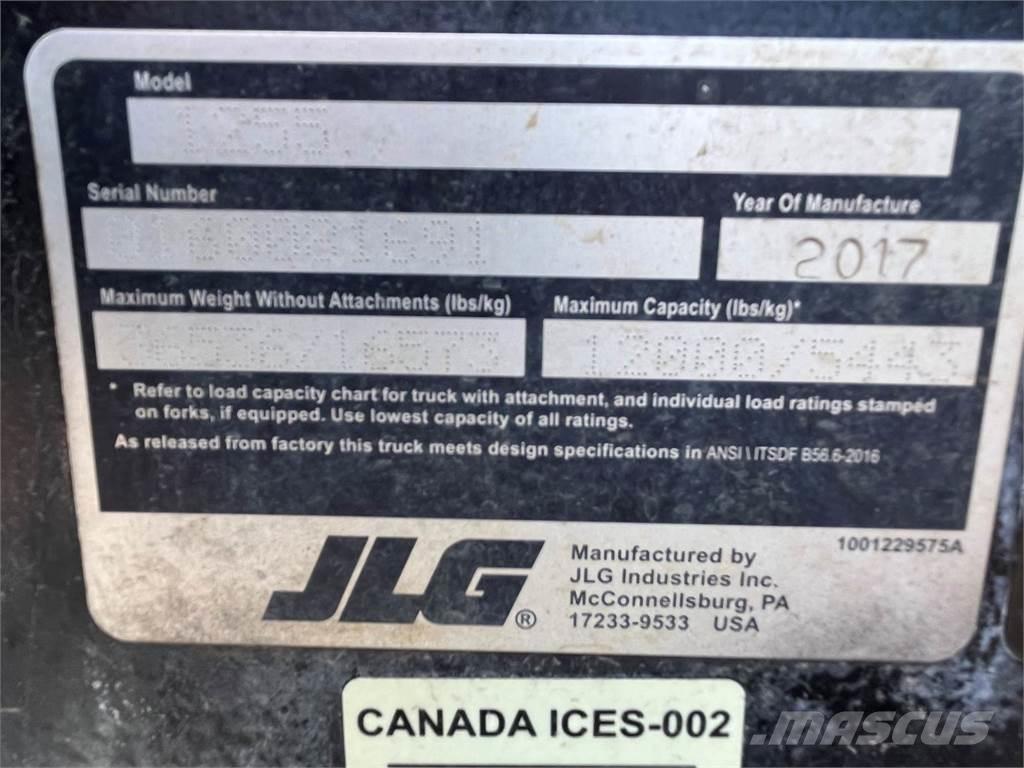 Model
1255
Serial Number
Year Of Manufacture
2017
Maximum Weight Without Attachments (lbs/kg)
Maximum Capacity (lbs/kg)*
12000/5443
* Refer to load capacity chart for truck with attachment, and individual load ratings stamped
on forks, if equipped. Use lowest capacity of all ratings.
As released from factory this truck meets design specifications in ANSI \ ITSDF B56.6-2016
1001229575A
JLG®
Manufactured by
JLG Industries Inc.
McConnellsburg, PA
17233-9533 USA
CANADA ICES-002
MASCUS